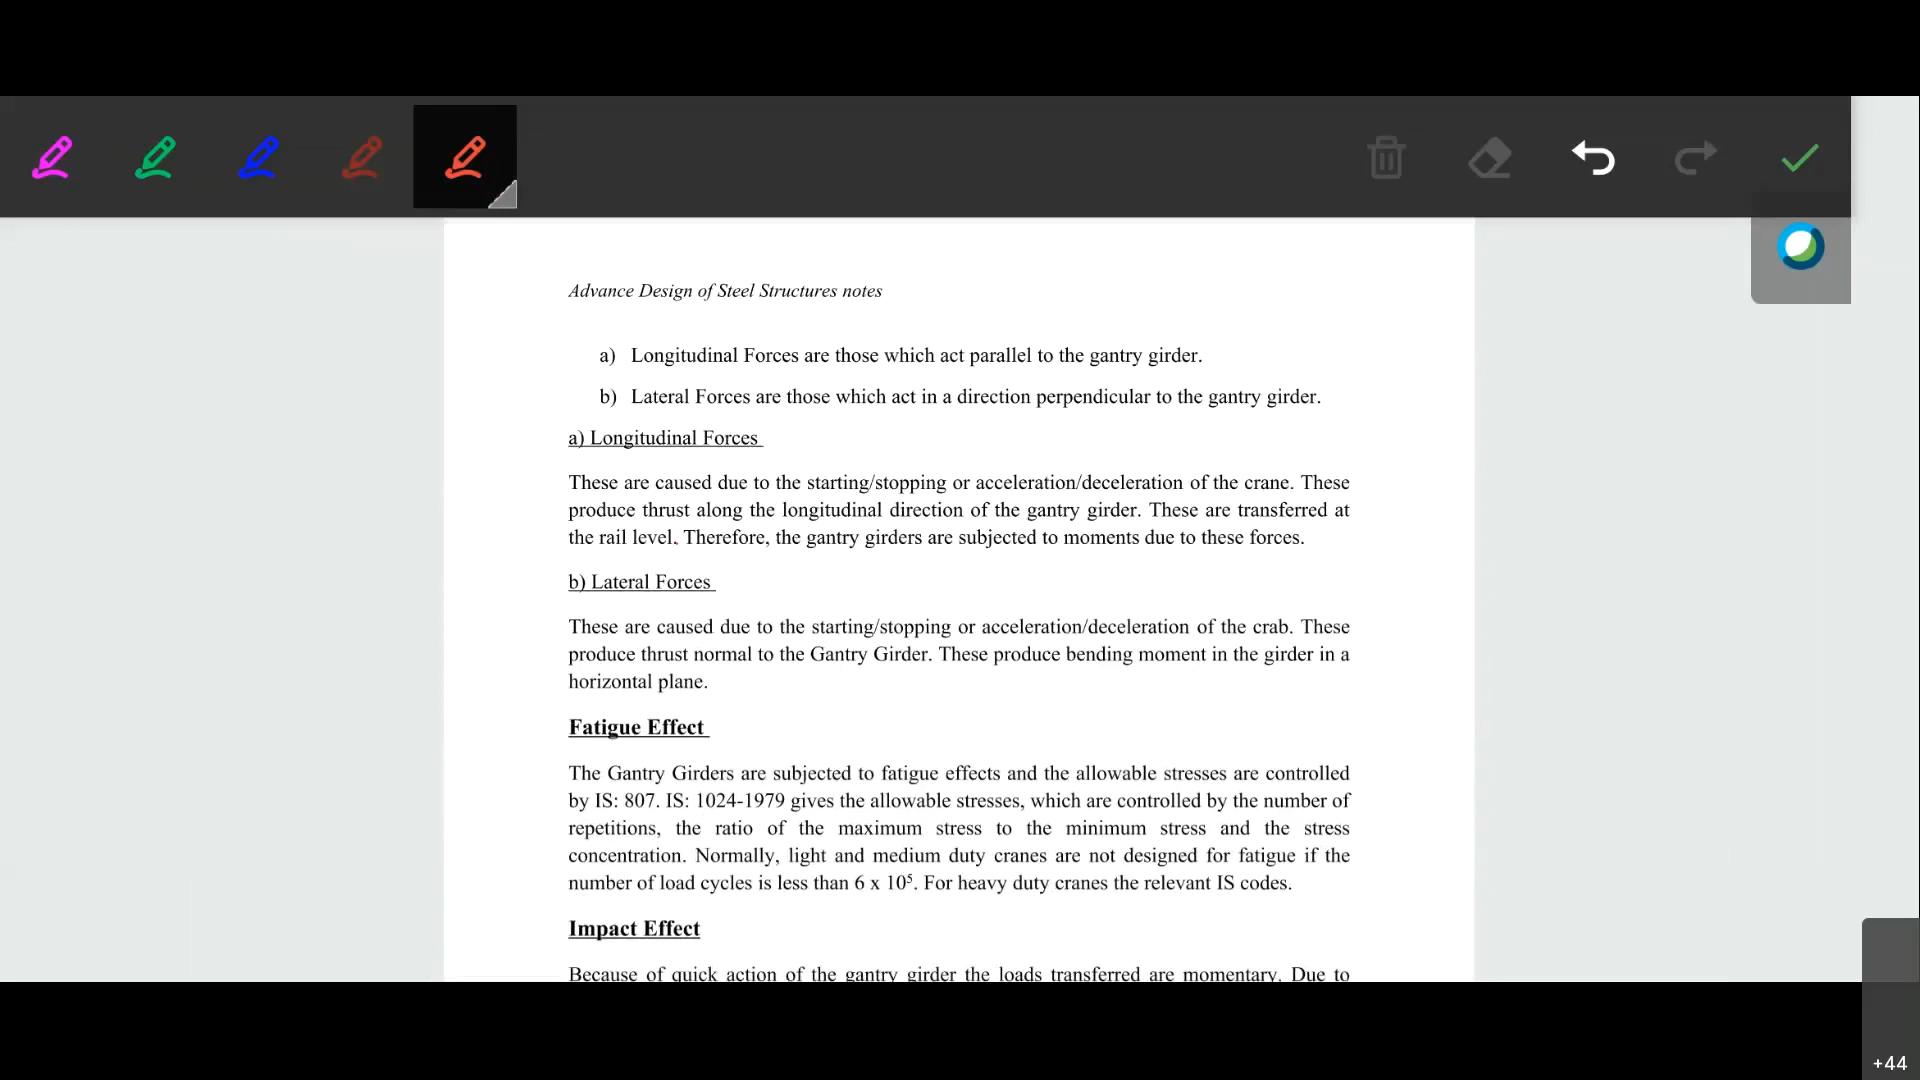 Advance Design of Steel Structures notes
a) Longitudinal Forces are those which act parallel to the gantry girder.
b) Lateral Forces are those which act in a direction perpendicular to the gantry girder.
a) Longitudinal Forces
These are caused due to the starting/stopping or acceleration/deceleration of the crane. These
produce thrust along the longitudinal direction of the gantry girder. These are transferred at
the rail level. Therefore, the gantry girders are subjected to moments due to these forces.
b) Lateral Forces
These are caused due to the starting/stopping or acceleration/deceleration of the crab. These
produce thrust normal to the Gantry Girder. These produce bending moment in the girder in a
horizontal plane.
Fatigue Effect
The Gantry Girders are subjected to fatigue effects and the allowable stresses are controlled
by IS: 807. IS: 1024-1979 gives the allowable stresses, which are controlled by the number of
repetitions, the ratio of the maximum stress to the minimum stress and the stress
concentration. Normally, light and medium duty cranes are not designed for fatigue if the
number of load cycles is less than 6 x 10⁵. For heavy duty cranes the relevant IS codes.
Impact Effect
Because of quick action of the gantry girder the loads transferred are momentary. Due to
+44